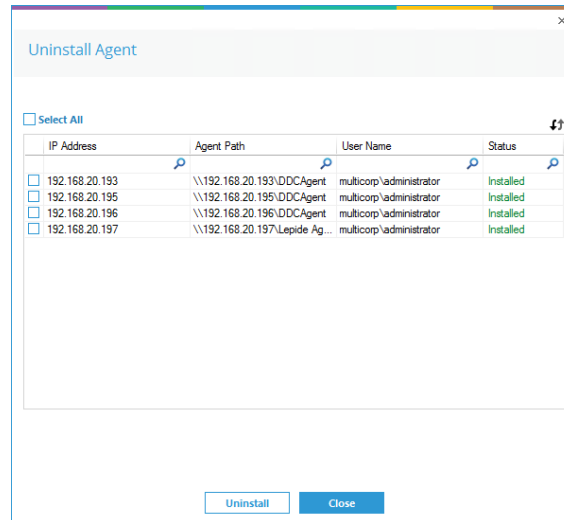 Uninstall Agent
Select All
IP Address Agent Path User Name Status
192.168.20.193 \\192.168.20.193\DDCAgent multicorp\administrator Installed
192.168.20.195 \\192.168.20.195\DDCAgent multicorp\administrator Installed
192.168.20.196 \\192.168.20.196\DDCAgent multicorp\administrator Installed
192.168.20.197 \\192.168.20.197\Lepide Ag... multicorp\administrator Installed
Uninstall Close